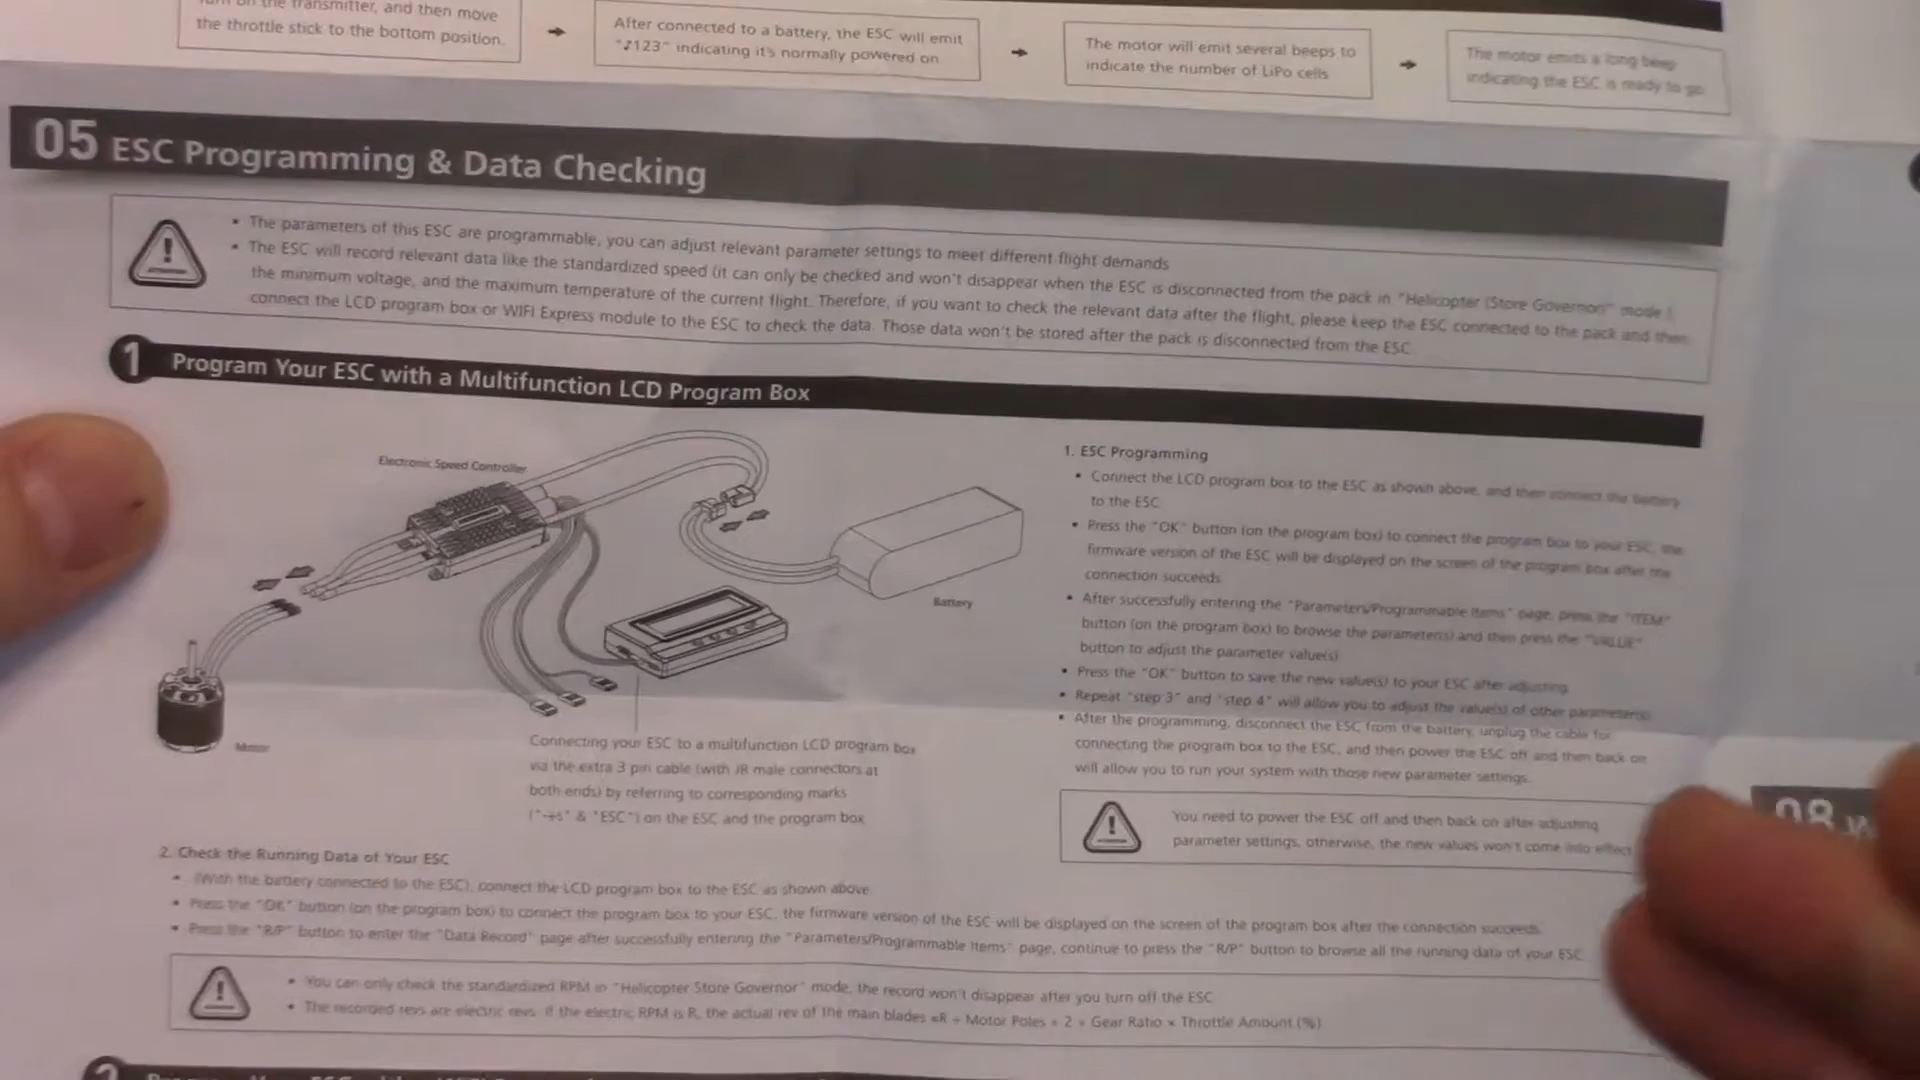 the transmitter, and then move
the throttle stick to the bottom position.
After connected to a battery, the ESC will emit
"♪123" indicating it's normally powered on
The motor will emit several beeps to
indicate the number of LiPo cells
The motor emits a long beep
indicating the ESC is ready to go
05 ESC Programming & Data Checking
• The parameters of this ESC are programmable, you can adjust relevant parameter settings to meet different flight demands
• The ESC will record relevant data like the standardized speed (it can only be checked and won't disappear when the ESC is disconnected from the pack in "Helicopter (Store Governor)" mode ),
the minimum voltage, and the maximum temperature of the current flight. Therefore, if you want to check the relevant data after the flight, please keep the ESC connected to the pack and then
connect the LCD program box or WIFI Express module to the ESC to check the data. Those data won't be stored after the pack is disconnected from the ESC
1 Program Your ESC with a Multifunction LCD Program Box
Electronic Speed Controller
Battery
Motor
Connecting your ESC to a multifunction LCD program box
via the extra 3 pin cable (with JR male connectors at
both ends) by referring to corresponding marks
& "ESC") on the ESC and the program box
1. ESC Programming
• Connect the LCD program box to the ESC as shown above, and then connect the battery
to the ESC
• Press the "OK" button (on the program box) to connect the program box to your ESC, the
firmware version of the ESC will be displayed on the screen of the program box after the
connection succeeds
• After successfully entering the "Parameters/Programmable Items" page, press the "ITEM"
button (on the program box) to browse the parameter(s) and then press the "VALUE"
button to adjust the parameter value(s)
• Press the "OK" button to save the new value(s) to your ESC after adjusting
• Repeat "step 3" and "step 4" will allow you to adjust the value(s) of other parameter(s)
• After the programming, disconnect the ESC from the battery, unplug the cable for
connecting the program box to the ESC, and then power the ESC off and then back on
will allow you to run your system with those new parameter settings.
You need to power the ESC off and then back on after adjusting
parameter settings, otherwise, the new values won't come into effect
08
2. Check the Running Data of Your ESC
• (With the battery connected to the ESC), connect the LCD program box to the ESC as shown above.
• Press the "OK" button (on the program box) to connect the program box to your ESC, the firmware version of the ESC will be displayed on the screen of the program box after the connection succeeds.
• Press the "R/P" button to enter the "Data Record" page after successfully entering the "Parameters/Programmable Items" page, continue to press the "R/P" button to browse all the running data of your ESC
• You can only check the standardized RPM in "Helicopter Store Governor" mode, the record won't disappear after you turn off the ESC
• The recorded revs are electric revs. If the electric RPM is R, the actual rev of the main blades =R ÷ Motor Poles × 2 ÷ Gear Ratio × Throttle Amount (%)